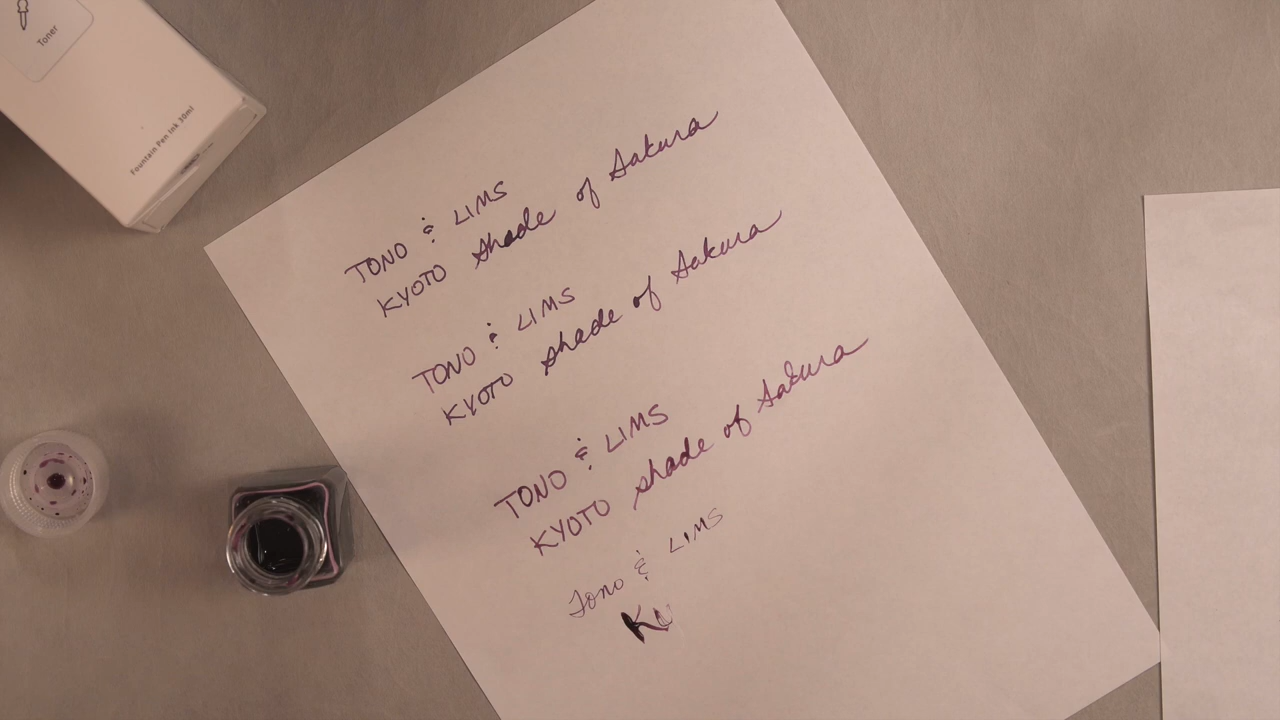 Toner
Fountain Pen Ink 30ml
TONO & LIMS
KYOTO shade of Sakura
TONO & LIMS
KYOTO shade of Sakura
TONO & LIMS
KYOTO shade of Sakura
Tono & LIMS